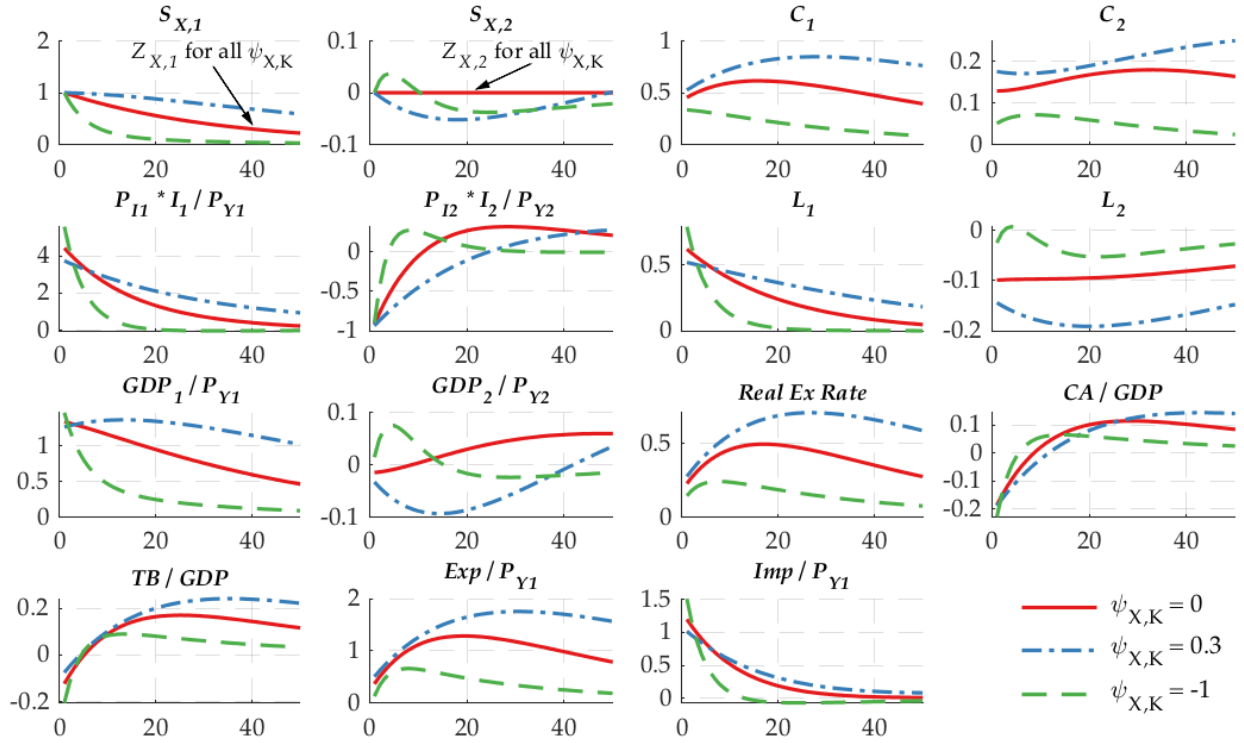 S_{X,1} S_{X,2} C_1 C_2
2 0.1
Z_{X,1} for all ψ_{X,K} Z_{X,2} for all ψ_{X,K} 1 0.2
1 0 0.5 0.1
0 -0.1 0 0
0 20 40 0 20 40 0 20 40 0 20 40
P_{I1} * I_1 / P_{Y1} P_{I2} * I_2 / P_{Y2} L_1 L_2
4 0 0.5 0
2 -0.5 -0.1
0 -1 0 -0.2
0 20 40 0 20 40 0 20 40 0 20 40
GDP_1 / P_{Y1} GDP_2 / P_{Y2} Real Ex Rate CA / GDP
1 0.1 0.5 0.1
0.5 0 0
-0.1
0 -0.1 0 -0.2
0 20 40 0 20 40 0 20 40 0 20 40
TB / GDP Exp / P_{Y1} Imp / P_{Y1}
0.2 2 1.5
ψ_{X,K} = 0
0 1 1
ψ_{X,K} = 0.3
0.5
-0.2 0 0
ψ_{X,K} = -1
0 20 40 0 20 40 0 20 40